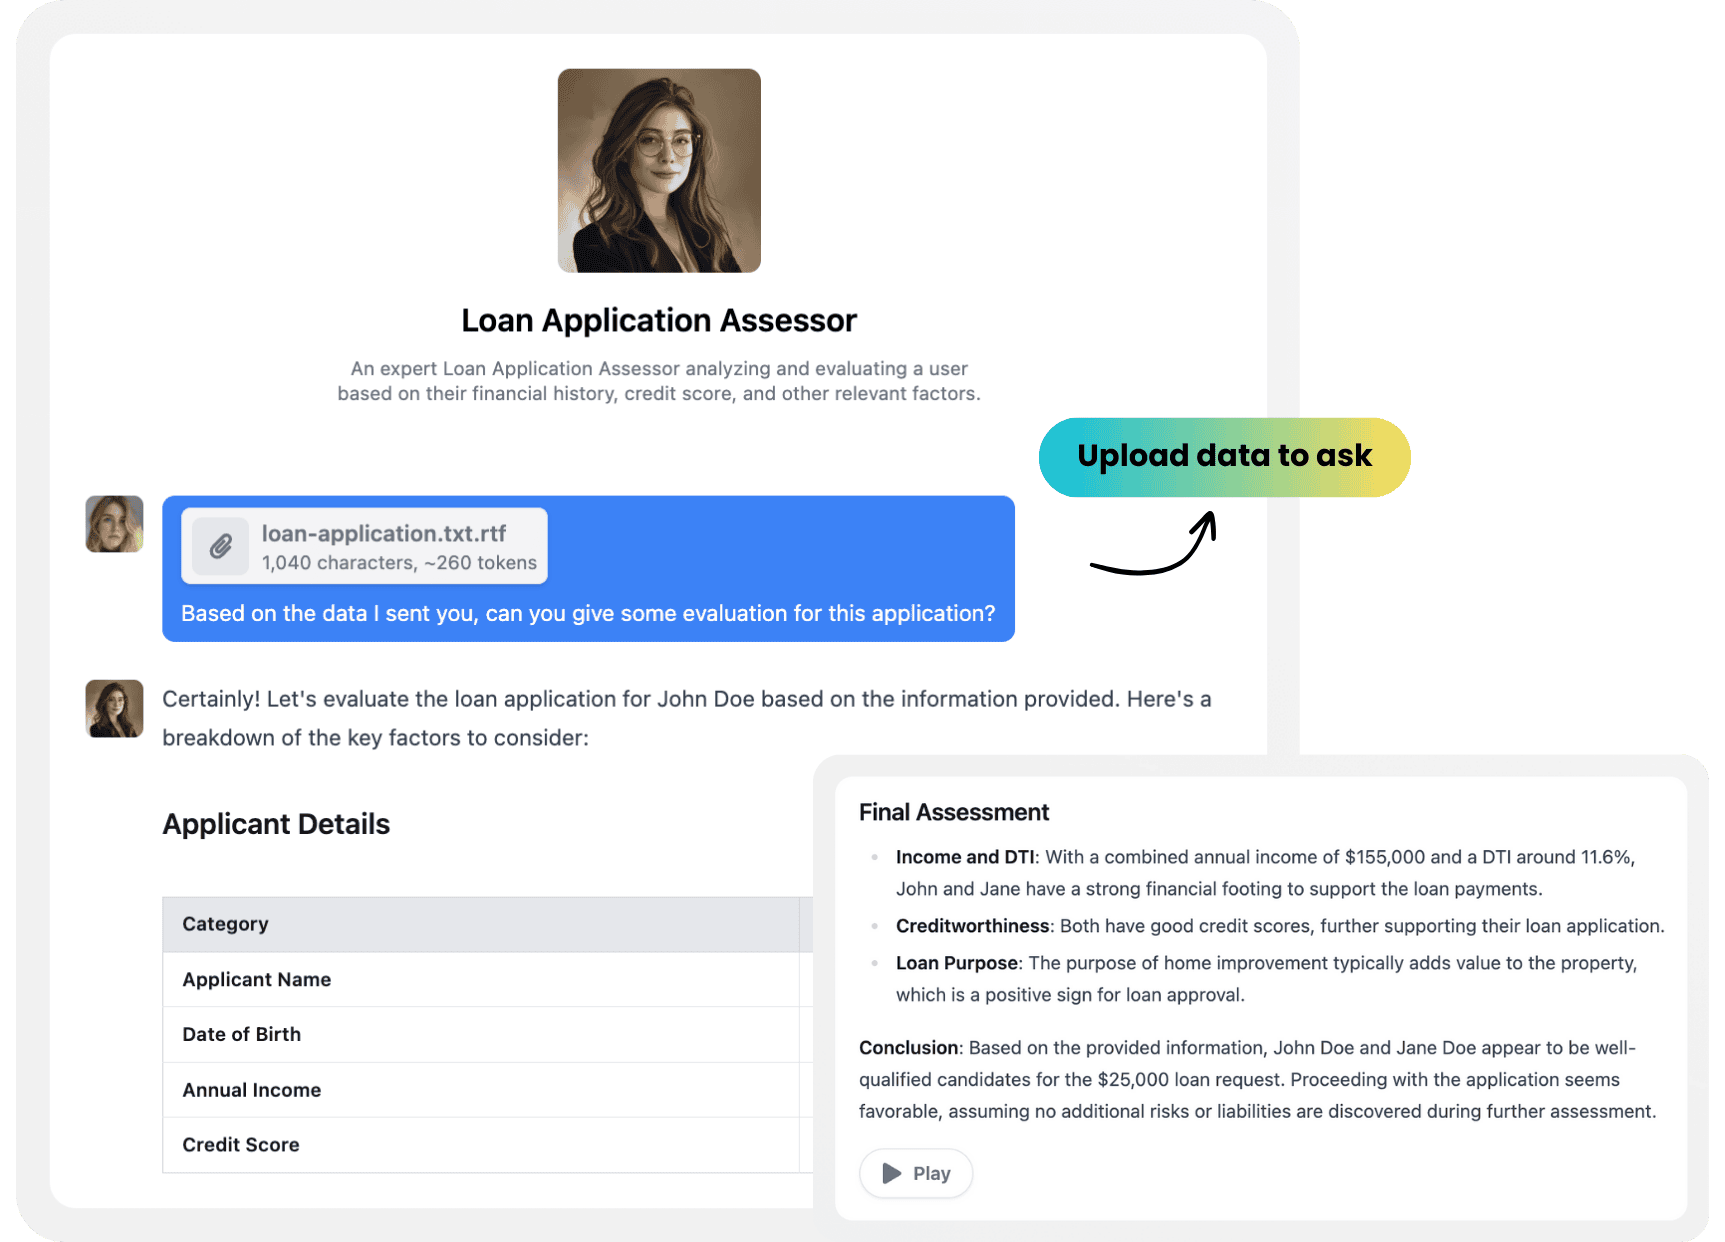 Loan Application Assessor
An expert Loan Application Assessor analyzing and evaluating a user
based on their financial history, credit score, and other relevant factors.
Upload data to ask
loan-application.txt.rtf
1,040 characters, ~260 tokens
Based on the data I sent you, can you give some evaluation for this application?
Certainly! Let's evaluate the loan application for John Doe based on the information provided. Here's a
breakdown of the key factors to consider:
Applicant Details
Category
Applicant Name
Date of Birth
Annual Income
Credit Score
Final Assessment
Income and DTI: With a combined annual income of $155,000 and a DTI around 11.6%,
John and Jane have a strong financial footing to support the loan payments.
Creditworthiness: Both have good credit scores, further supporting their loan application.
Loan Purpose: The purpose of home improvement typically adds value to the property,
which is a positive sign for loan approval.
Conclusion: Based on the provided information, John Doe and Jane Doe appear to be well-
qualified candidates for the $25,000 loan request. Proceeding with the application seems
favorable, assuming no additional risks or liabilities are discovered during further assessment.
Play